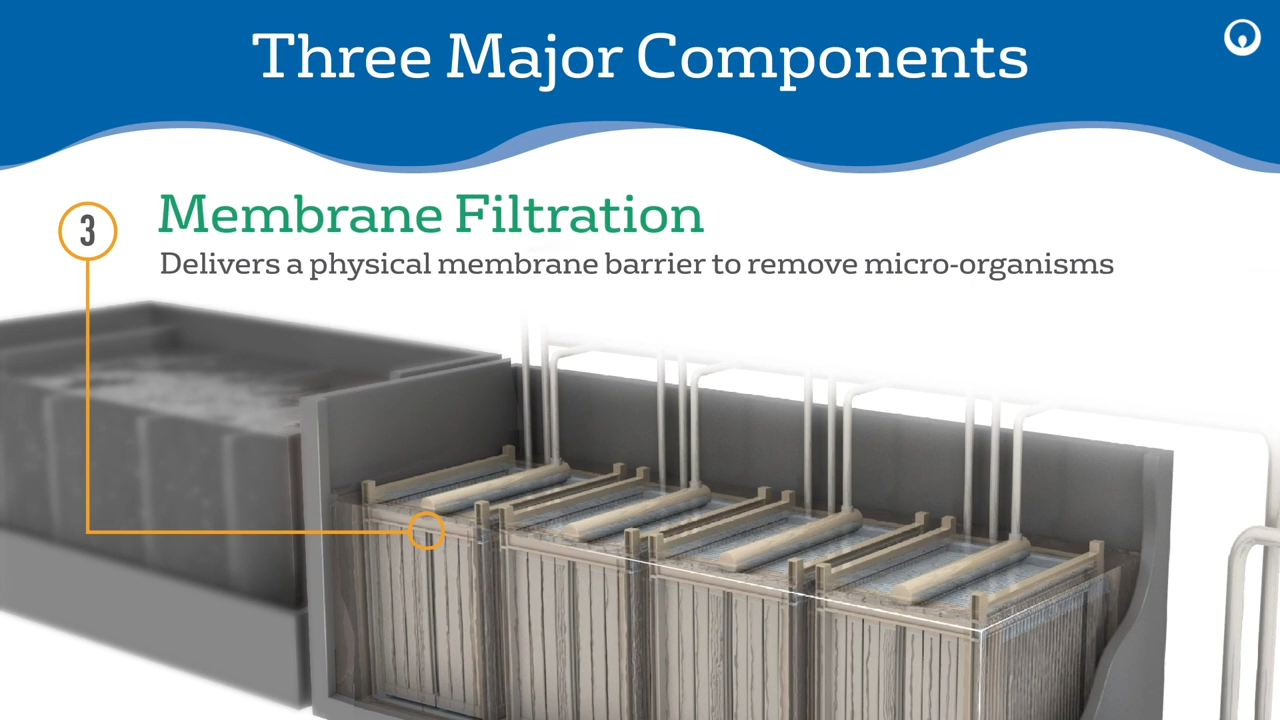 Three Major Components
3
Membrane Filtration
Delivers a physical membrane barrier to remove micro-organisms